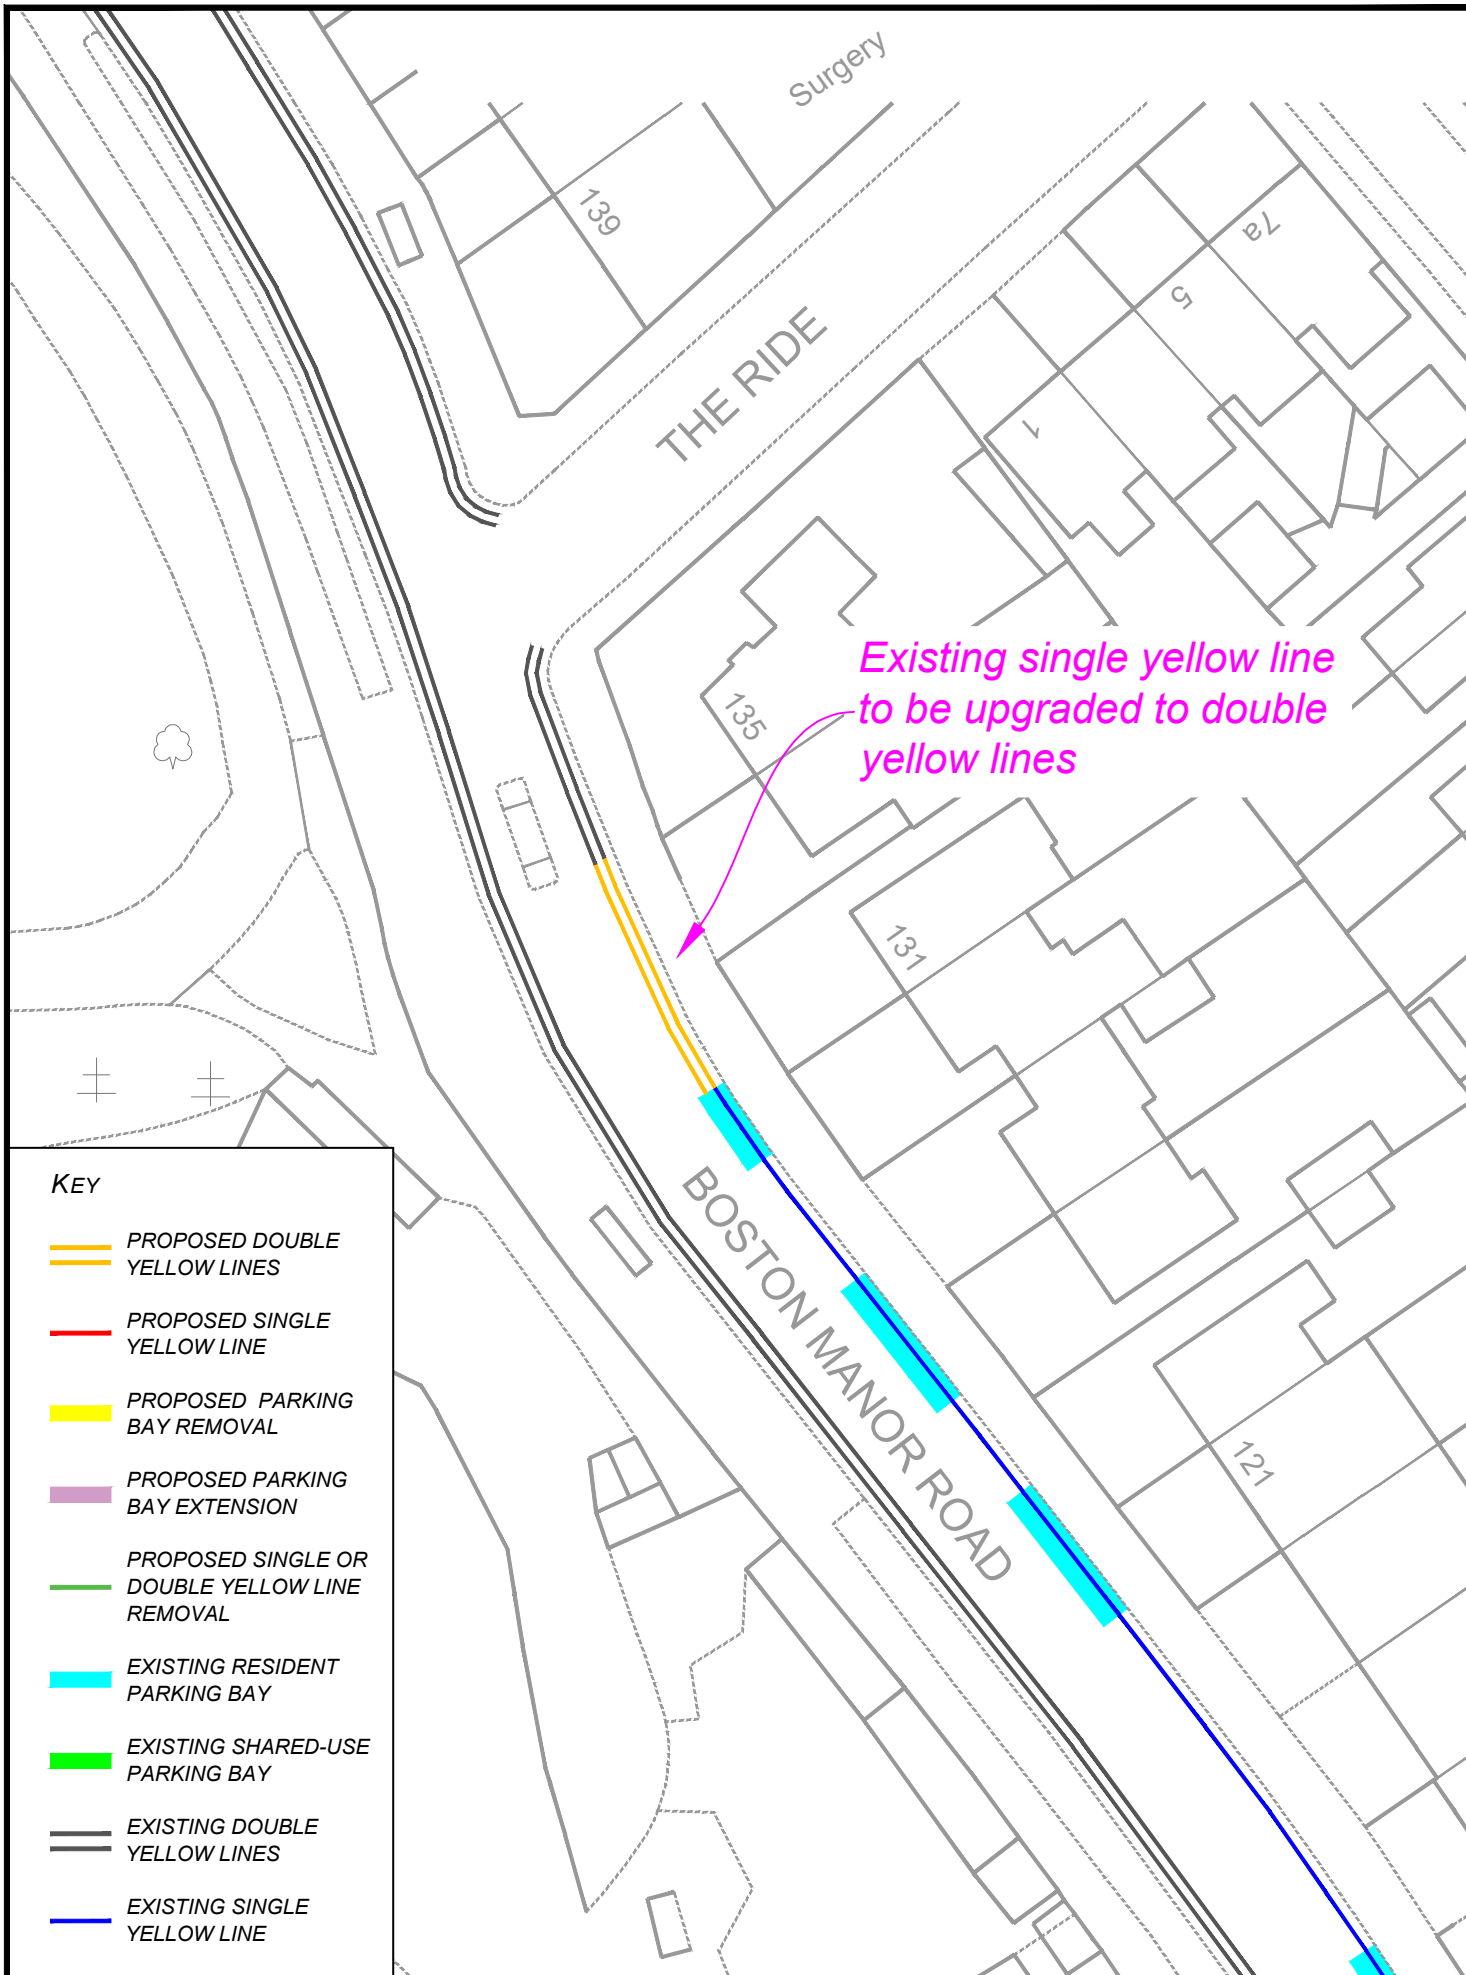 Surgery
139
THE RIDE
7a
5
1
Existing single yellow line
to be upgraded to double
yellow lines
135
131
BOSTON MANOR ROAD
121
KEY
PROPOSED DOUBLE
YELLOW LINES
PROPOSED SINGLE
YELLOW LINE
PROPOSED PARKING
BAY REMOVAL
PROPOSED PARKING
BAY EXTENSION
PROPOSED SINGLE OR
DOUBLE YELLOW LINE
REMOVAL
EXISTING RESIDENT
PARKING BAY
EXISTING SHARED-USE
PARKING BAY
EXISTING DOUBLE
YELLOW LINES
EXISTING SINGLE
YELLOW LINE